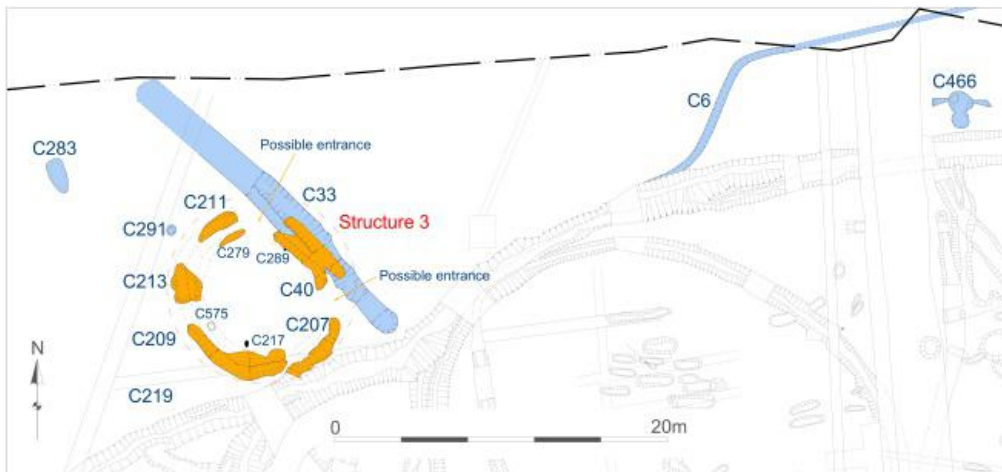 C466
C6
C283
Possible entrance
C211
C33
Structure 3
C291
C279
C289
Possible entrance
C213
C40
C575
C207
C209
C217
N
C219
0
20m